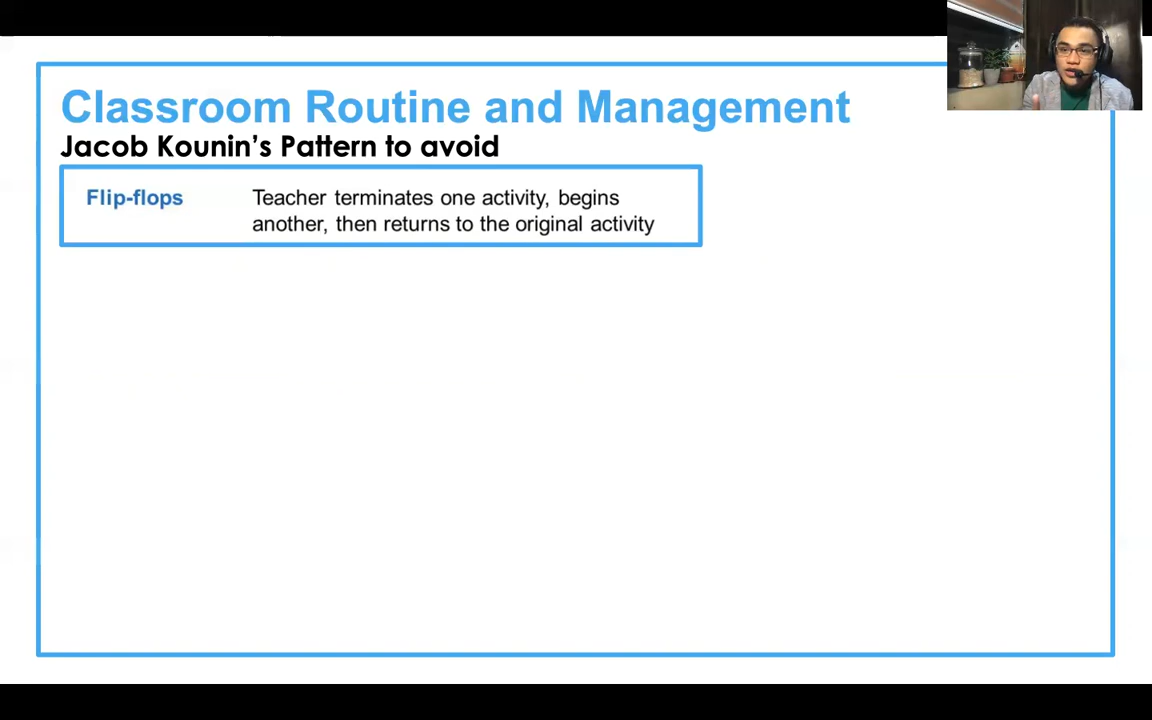 Classroom Routine and Management
Jacob Kounin's Pattern to avoid
Flip-flops Teacher terminates one activity, begins
another, then returns to the original activity